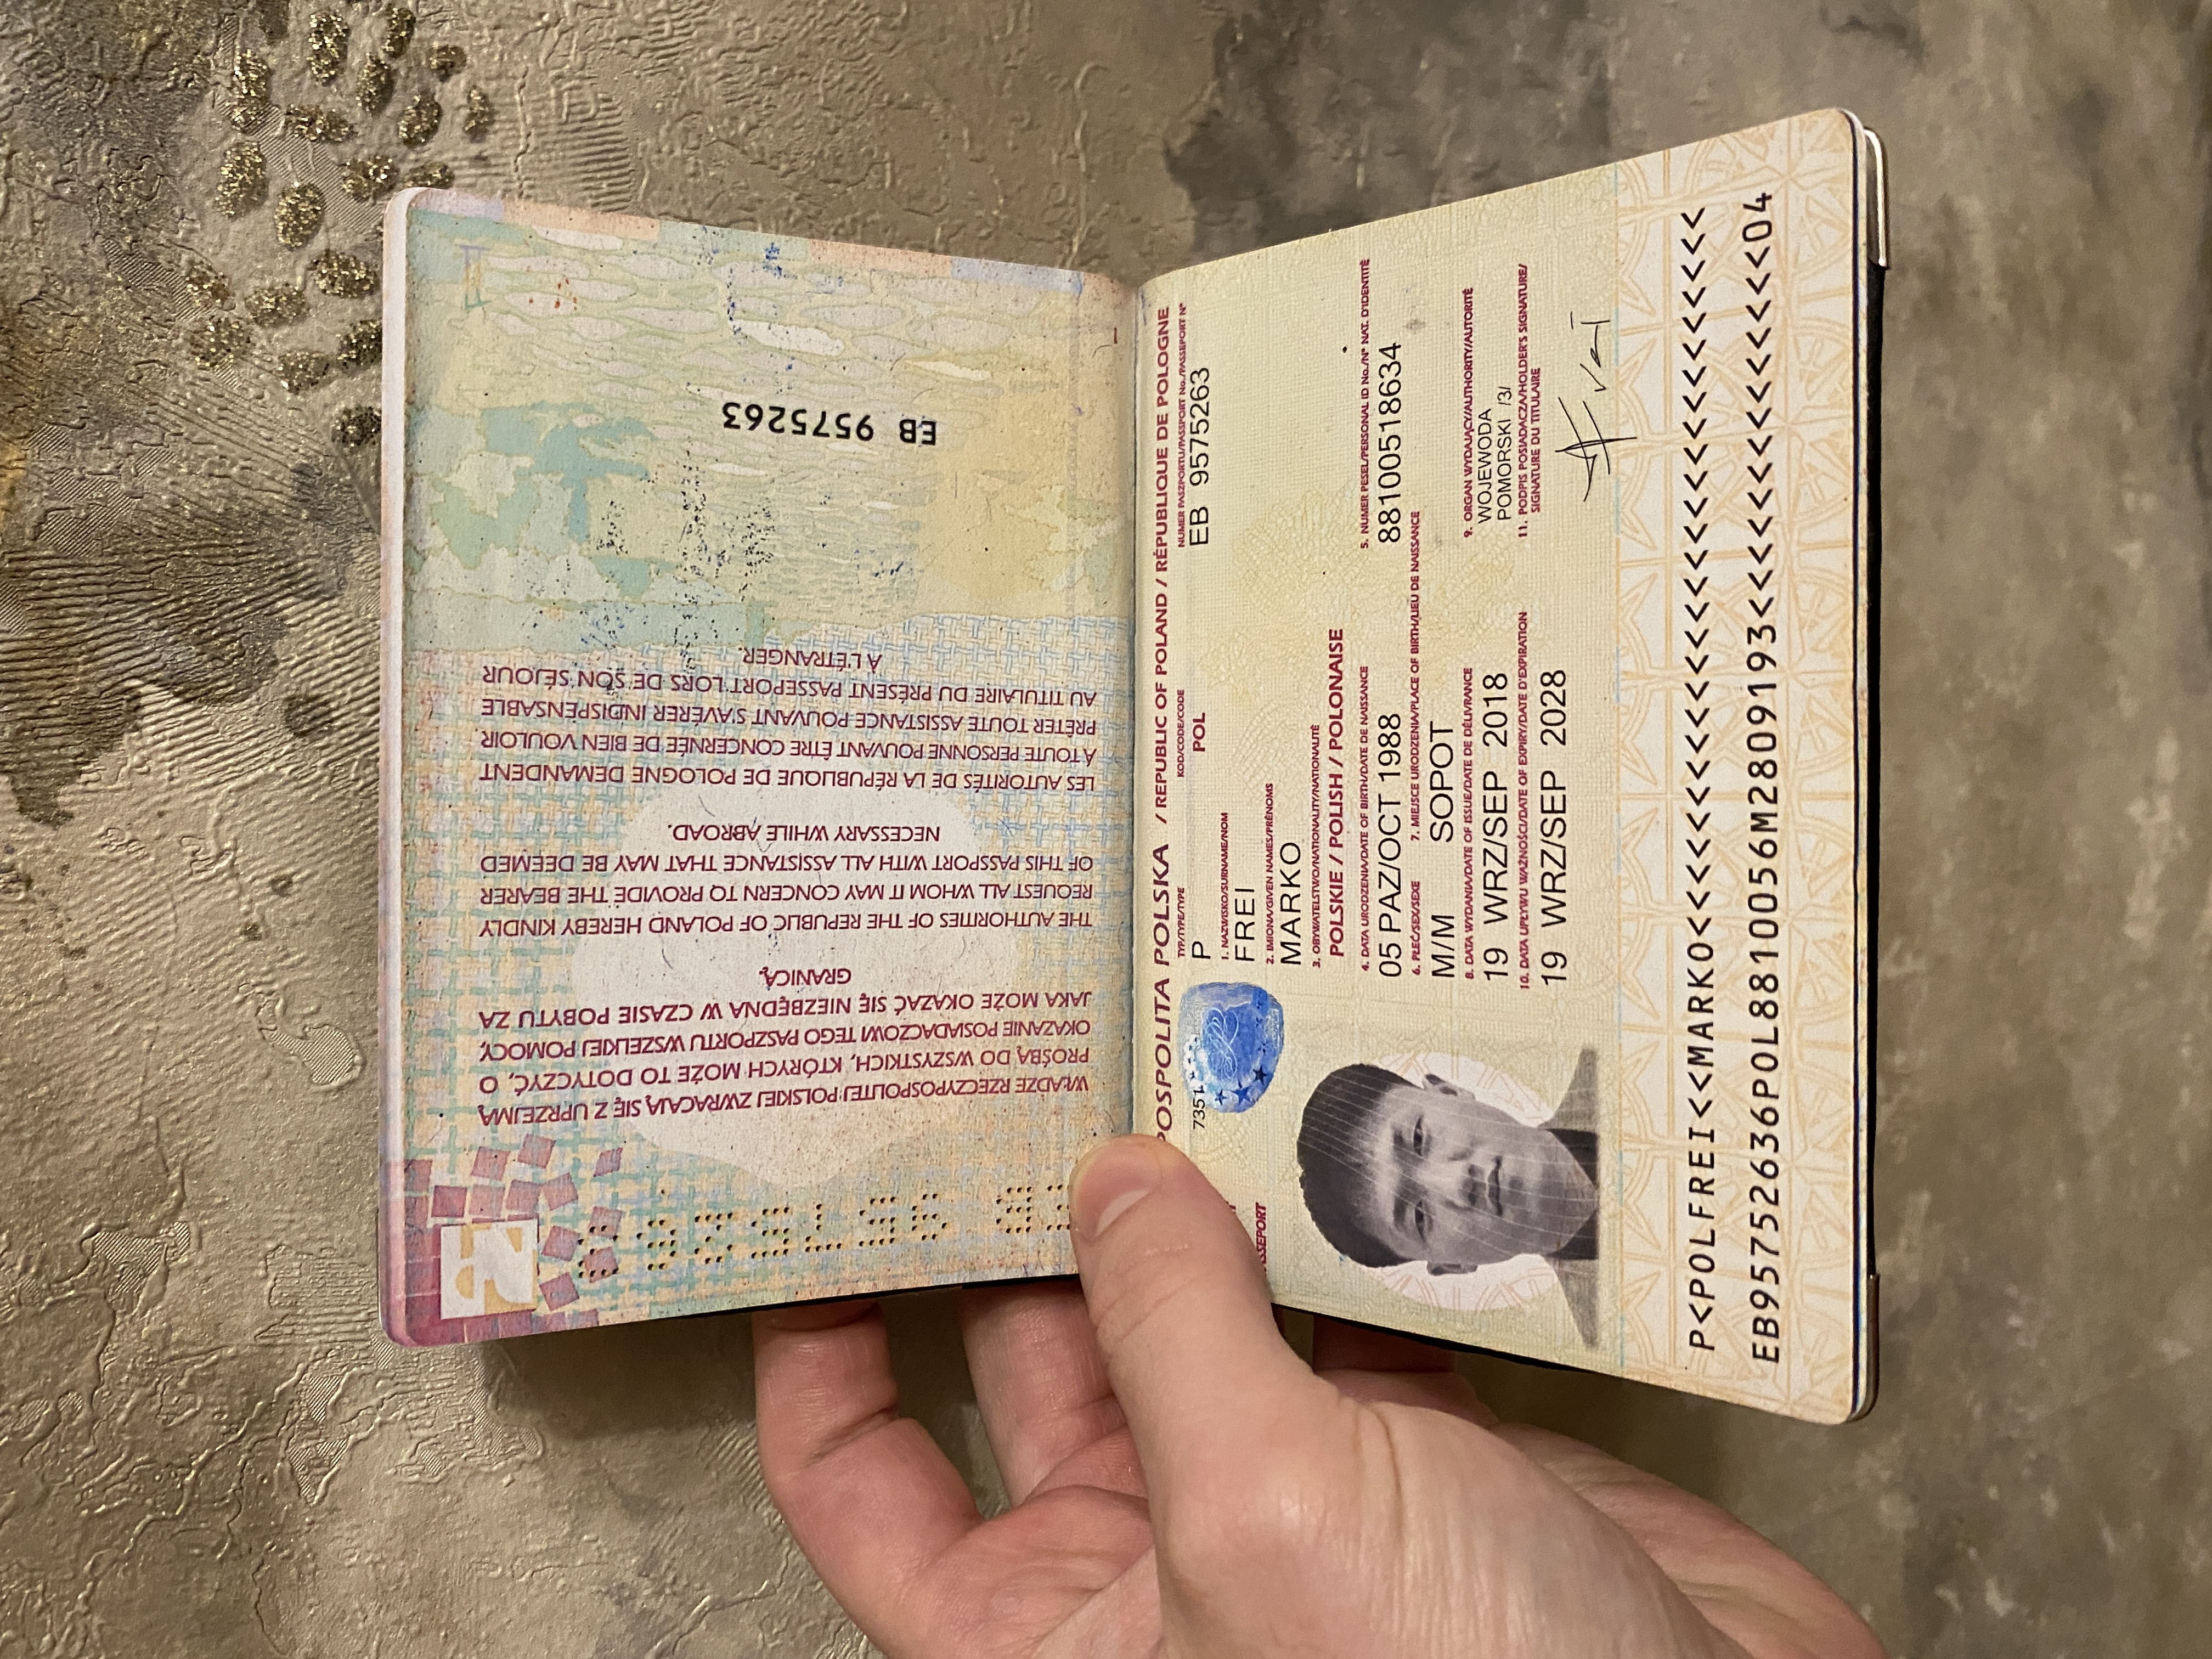 WŁADZE RZECZYPOSPOLITEJ POLSKIEJ ZWRACAJĄ SIĘ Z UPRZEJMĄ
PROŚBĄ DO WSZYSTKICH, KTÓRYCH MOŻE TO DOTYCZYĆ, O
OKAZANIE POSIADACZOWI TEGO PASZPORTU WSZELKIEJ POMOCY,
JAKA MOŻE OKAZAĆ SIĘ NIEZBĘDNA W CZASIE POBYTU ZA
GRANICĄ.
THE AUTHORITIES OF THE REPUBLIC OF POLAND HEREBY KINDLY
REQUEST ALL WHOM IT MAY CONCERN TO PROVIDE THE BEARER
OF THIS PASSPORT WITH ALL ASSISTANCE THAT MAY BE DEEMED
NECESSARY WHILE ABROAD.
LES AUTORITÉS DE LA RÉPUBLIQUE DE POLOGNE DEMANDENT
À TOUTE PERSONNE POUVANT ÊTRE CONCERNÉE DE BIEN VOULOIR
PRÊTER TOUTE ASSISTANCE POUVANT S'AVÉRER INDISPENSABLE
AU TITULAIRE DU PRÉSENT PASSEPORT LORS DE SON SÉJOUR
À L'ÉTRANGER.
EB 9575263
POSPOLITA POLSKA / REPUBLIC OF POLAND / RÉPUBLIQUE DE POLOGNE
TYP/TYPE/TYPE KOD/CODE/CODE NUMER PASZPORTU/PASSPORT No./PASSEPORT N°
7351 P POL EB 9575263
1. NAZWISKO/SURNAME/NOM
FREI
ASSEPORT
2. IMIONA/GIVEN NAMES/PRÉNOMS
MARKO
3. OBYWATELSTWO/NATIONALITY/NATIONALITÉ
POLSKIE / POLISH / POLONAISE
4. DATA URODZENIA/DATE OF BIRTH/DATE DE NAISSANCE 5. NUMER PESEL/PERSONAL ID No./N° NAT. D'IDENTITÉ
05 PAZ/OCT 1988 88100518634
6. PŁEĆ/SEX/SEXE 7. MIEJSCE URODZENIA/PLACE OF BIRTH/LIEU DE NAISSANCE
M/M SOPOT
8. DATA WYDANIA/DATE OF ISSUE/DATE DE DÉLIVRANCE 9. ORGAN WYDAJĄCY/AUTHORITY/AUTORITÉ
19 WRZ/SEP 2018 WOJEWODA
POMORSKI /3/
10. DATA UPŁYWU WAŻNOŚCI/DATE OF EXPIRY/DATE D'EXPIRATION 11. PODPIS POSIADACZA/HOLDER'S SIGNATURE/
SIGNATURE DU TITULAIRE
19 WRZ/SEP 2028
Frei
P<POLFREI<<MARKO<<<<<<<<<<<<<<<<<<<<<<<<<<<<
EB95752636POL8810056M2809193<<<<<<<<<<<<<<04